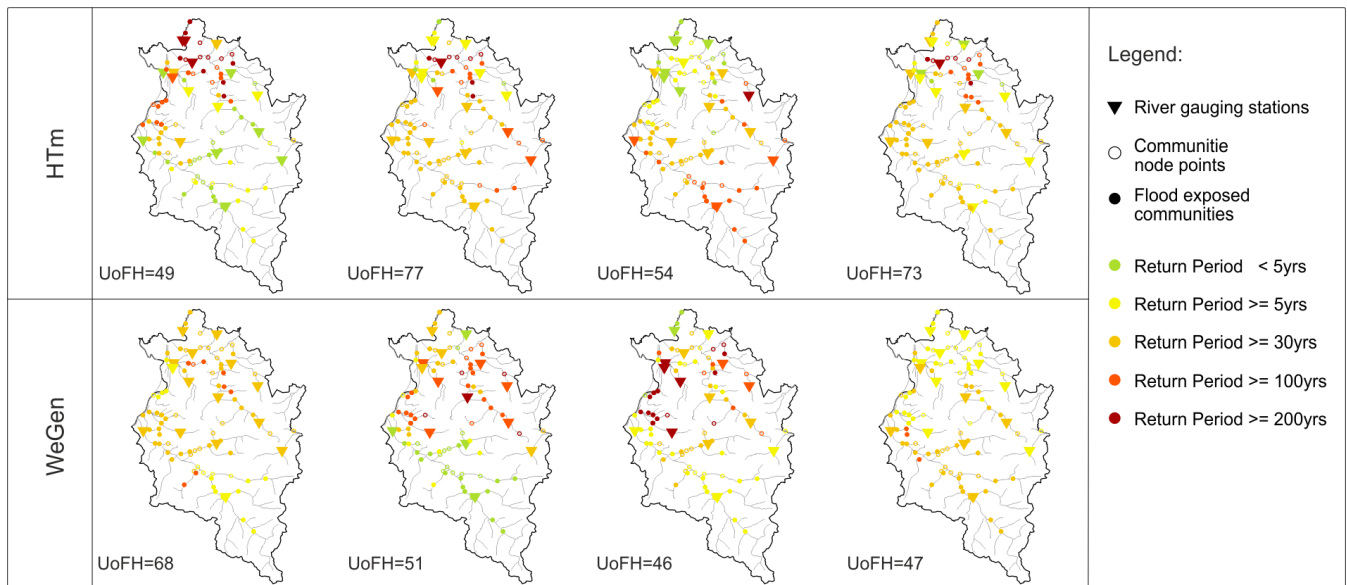 HTm
UoFH=49
UoFH=77
UoFH=54
UoFH=73
WeGen
UoFH=68
UoFH=51
UoFH=46
UoFH=47
Legend:
River gauging stations
Communitie
node points
Flood exposed
communities
Return Period < 5yrs
Return Period >= 5yrs
Return Period >= 30yrs
Return Period >= 100yrs
Return Period >= 200yrs